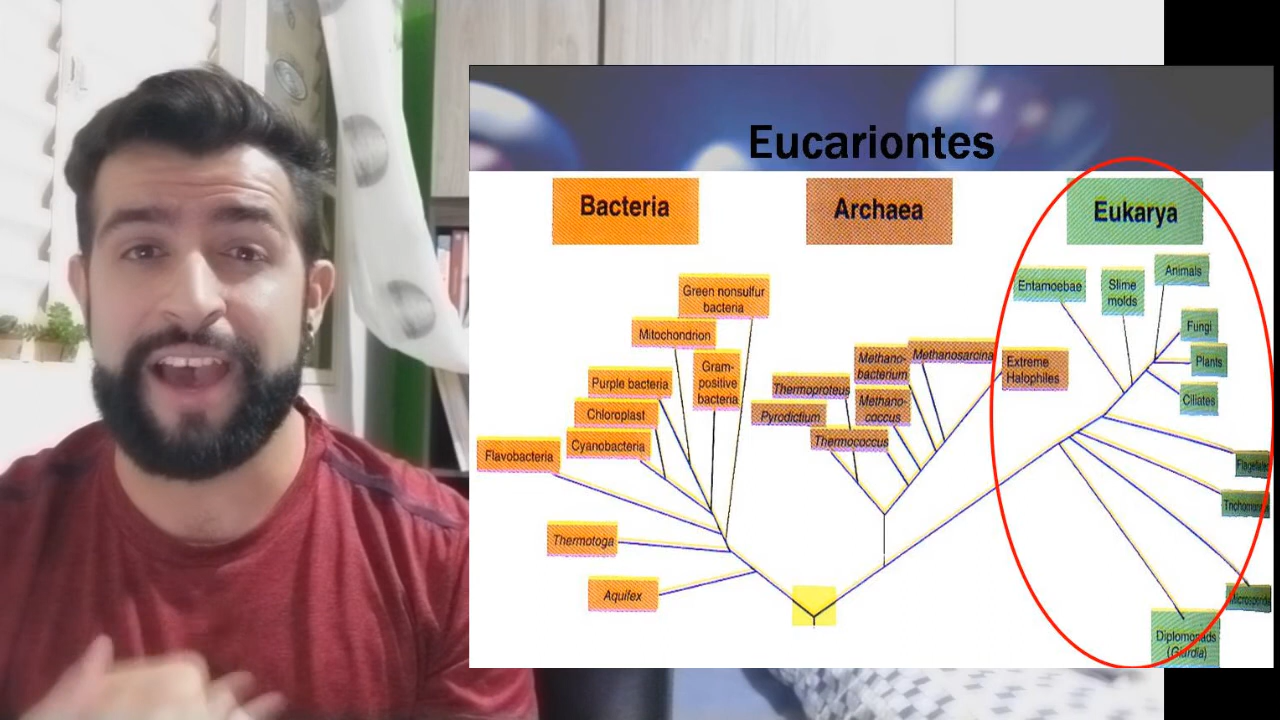 Eucariontes
Bacteria
Archaea
Eukarya
Green nonsulfur
bacteria
Mitochondrion
Gram-
positive
bacteria
Purple bacteria
Chloroplast
Cyanobacteria
Flavobacteria
Thermotoga
Aquifex
Thermoproteus
Pyrodictium
Thermococcus
Methano-
bacterium
Methano-
coccus
Methanosarcina
Extreme
Halophiles
Entamoebae
Slime
molds
Animals
Fungi
Plants
Ciliates
Diplomonads
(Giardia)